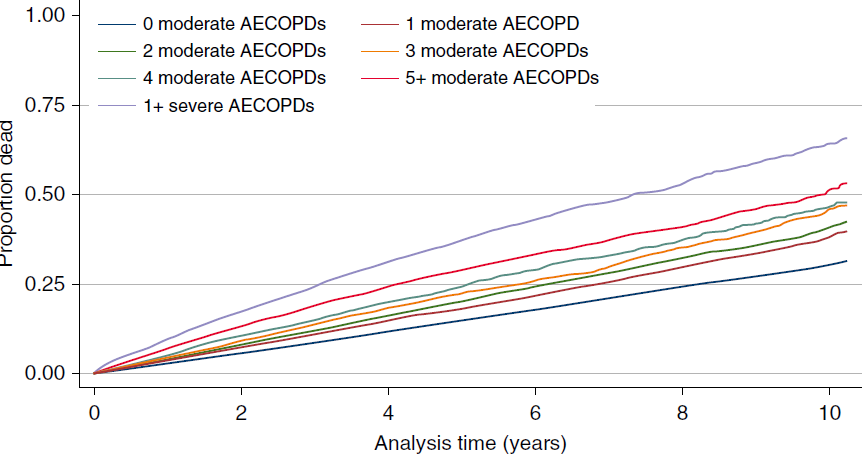 1.00
0 moderate AECOPDs
1 moderate AECOPD
2 moderate AECOPDs
3 moderate AECOPDs
4 moderate AECOPDs
5+ moderate AECOPDs
0.75
1+ severe AECOPDs
Proportion dead
0.50
0.25
0.00
0 2 4 6 8 10
Analysis time (years)